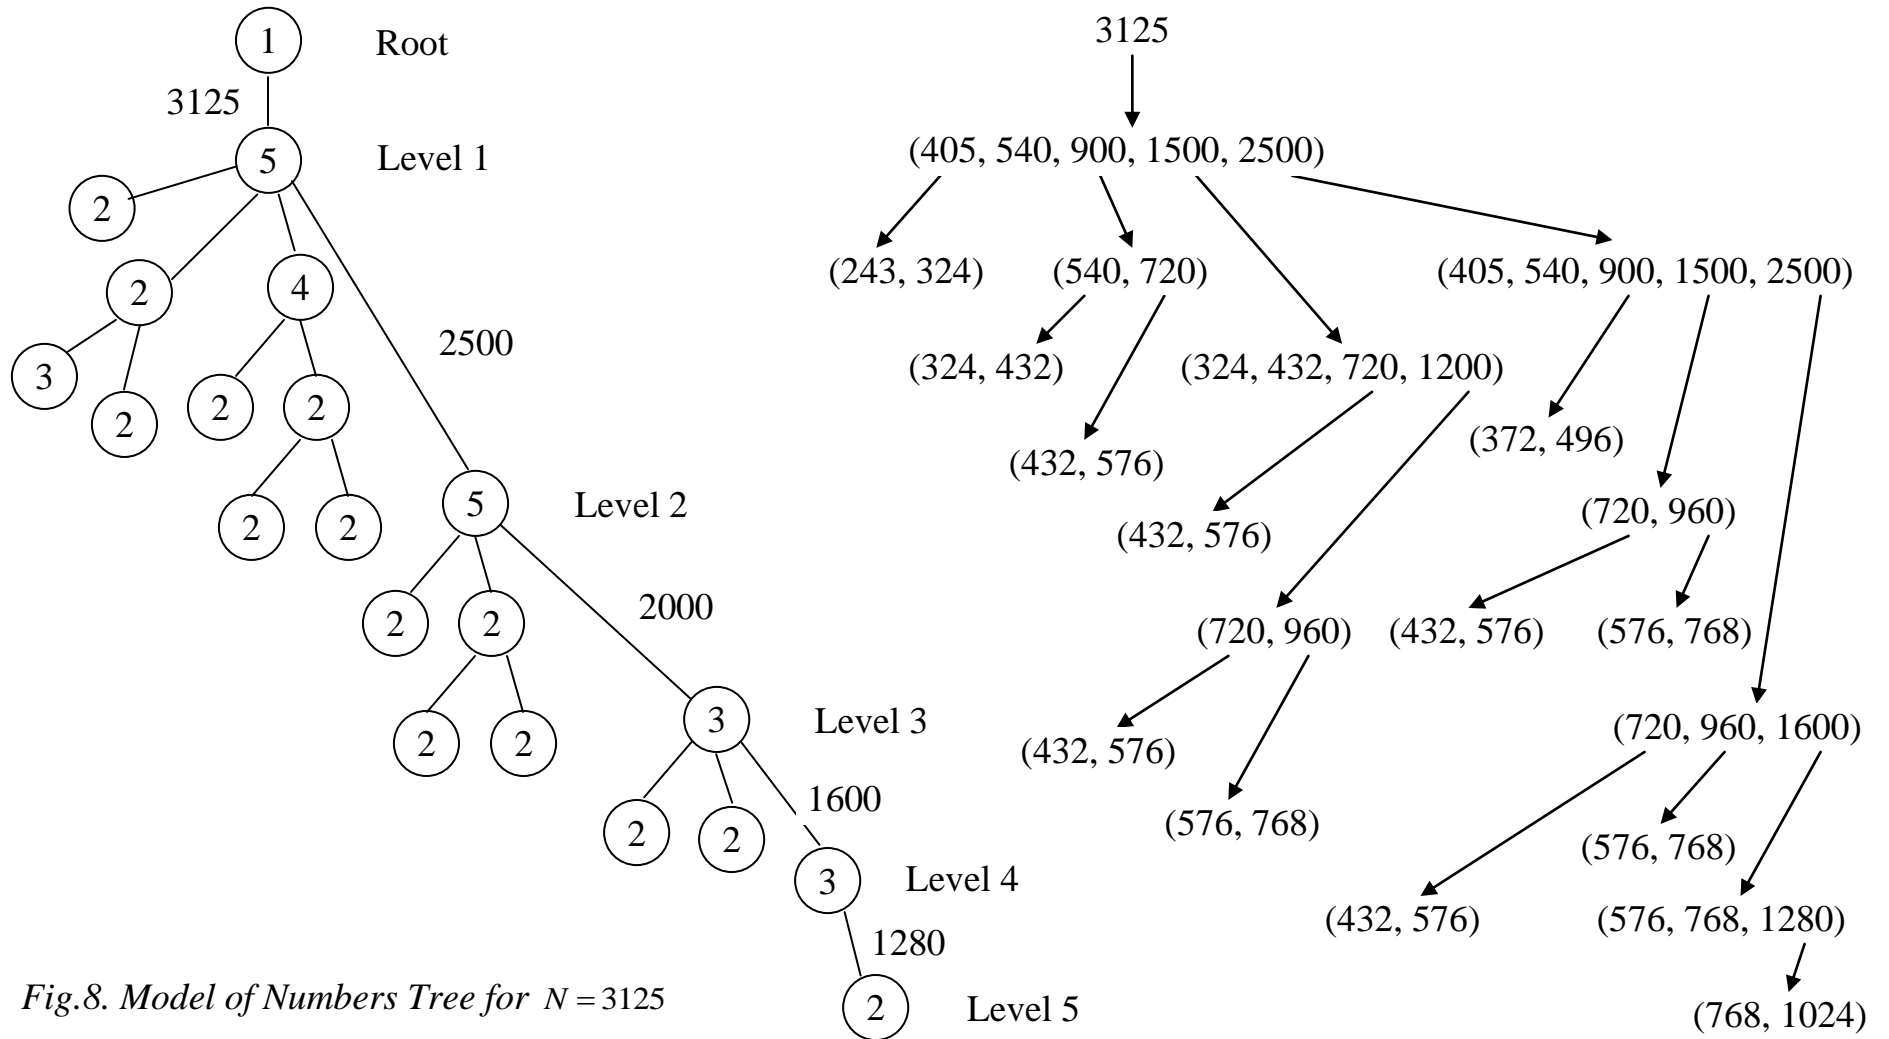 1 Root
3125
5 Level 1
2
2
4
3
2
2
2
2
2
2500
5 Level 2
2
2
2000
2
2
3 Level 3
2
2
1600
3 Level 4
1280
2 Level 5
3125
(405, 540, 900, 1500, 2500)
(243, 324) (540, 720) (405, 540, 900, 1500, 2500)
(324, 432) (324, 432, 720, 1200)
(372, 496)
(432, 576)
(432, 576) (720, 960)
(720, 960) (432, 576) (576, 768)
(432, 576) (720, 960, 1600)
(576, 768)
(576, 768)
(432, 576) (576, 768, 1280)
(768, 1024)
Fig.8. Model of Numbers Tree for N = 3125